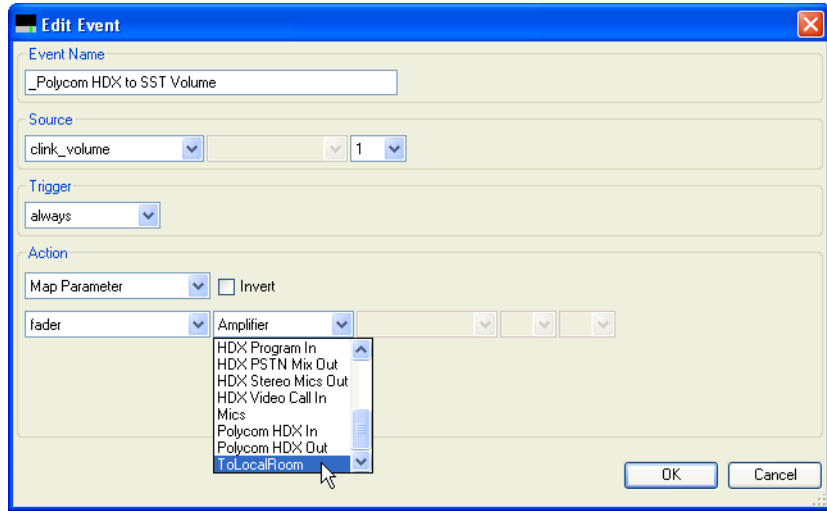 Edit Event
Event Name
_Polycom HDX to SST Volume
Source
clink_volume 1
Trigger
always
Action
Map Parameter Invert
fader Amplifier
HDX Program In
HDX PSTN Mix Out
HDX Stereo Mics Out
HDX Video Call In
Mics
Polycom HDX In
Polycom HDX Out
ToLocalRoom
OK Cancel